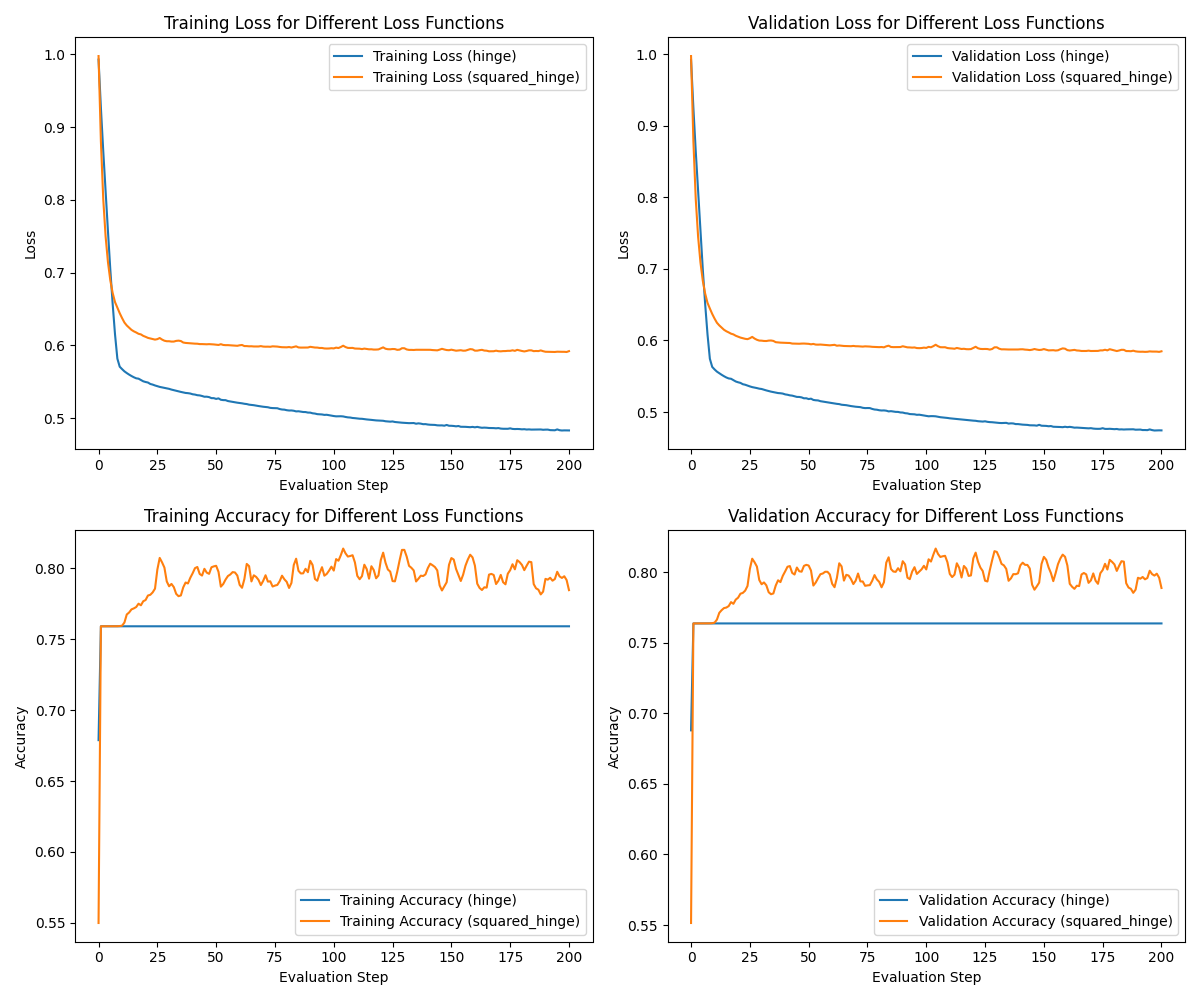 Training Loss for Different Loss Functions
1.0
0.9
0.8
0.7
0.6
0.5
Loss
Training Loss (hinge)
Training Loss (squared_hinge)
0 25 50 75 100 125 150 175 200
Evaluation Step
Validation Loss for Different Loss Functions
1.0
0.9
0.8
0.7
0.6
0.5
Loss
Validation Loss (hinge)
Validation Loss (squared_hinge)
0 25 50 75 100 125 150 175 200
Evaluation Step
Training Accuracy for Different Loss Functions
0.80
0.75
0.70
0.65
0.60
0.55
Accuracy
Training Accuracy (hinge)
Training Accuracy (squared_hinge)
0 25 50 75 100 125 150 175 200
Evaluation Step
Validation Accuracy for Different Loss Functions
0.80
0.75
0.70
0.65
0.60
0.55
Accuracy
Validation Accuracy (hinge)
Validation Accuracy (squared_hinge)
0 25 50 75 100 125 150 175 200
Evaluation Step